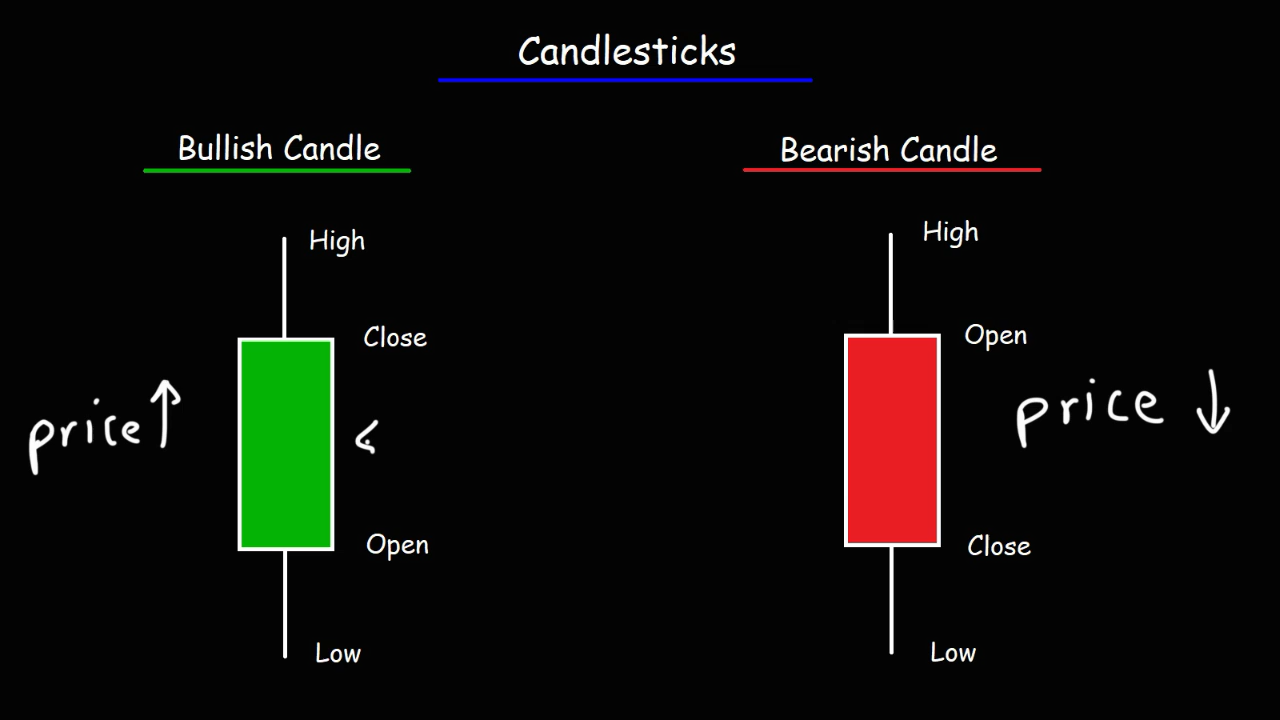 Candlesticks
Bullish Candle
High
Close
price ↑
Open
Low
Bearish Candle
High
Open
price ↓
Close
Low